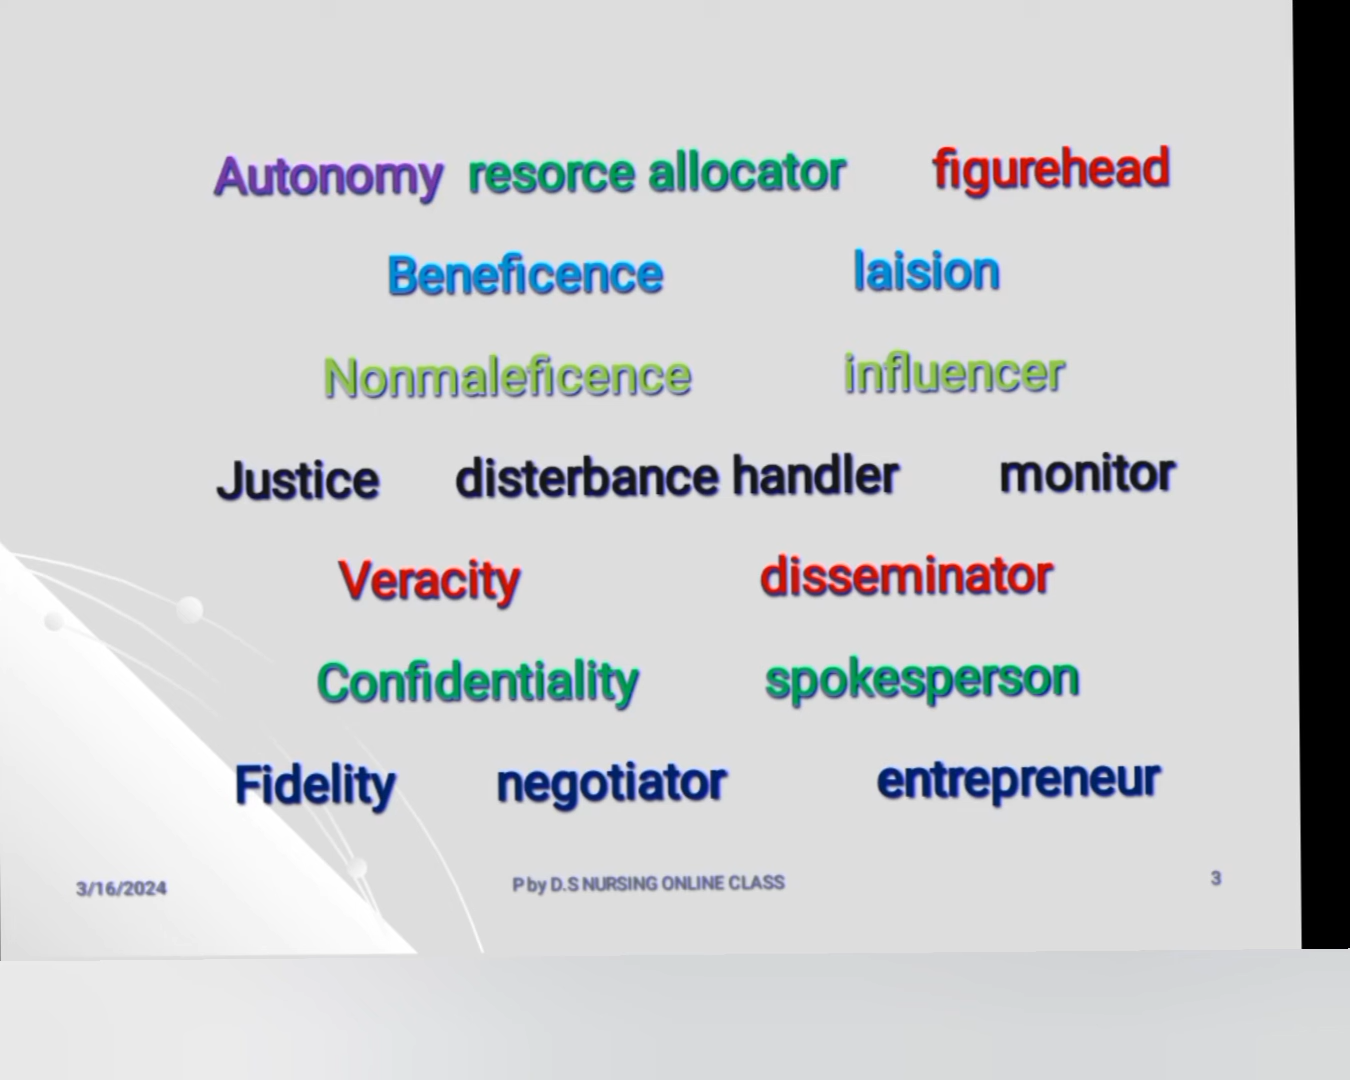 Autonomy resorce allocator figurehead
Beneficence laision
Nonmaleficence influencer
Justice disterbance handler monitor
Veracity disseminator
Confidentiality spokesperson
Fidelity negotiator entrepreneur
3/16/2024 P by D.S NURSING ONLINE CLASS 3